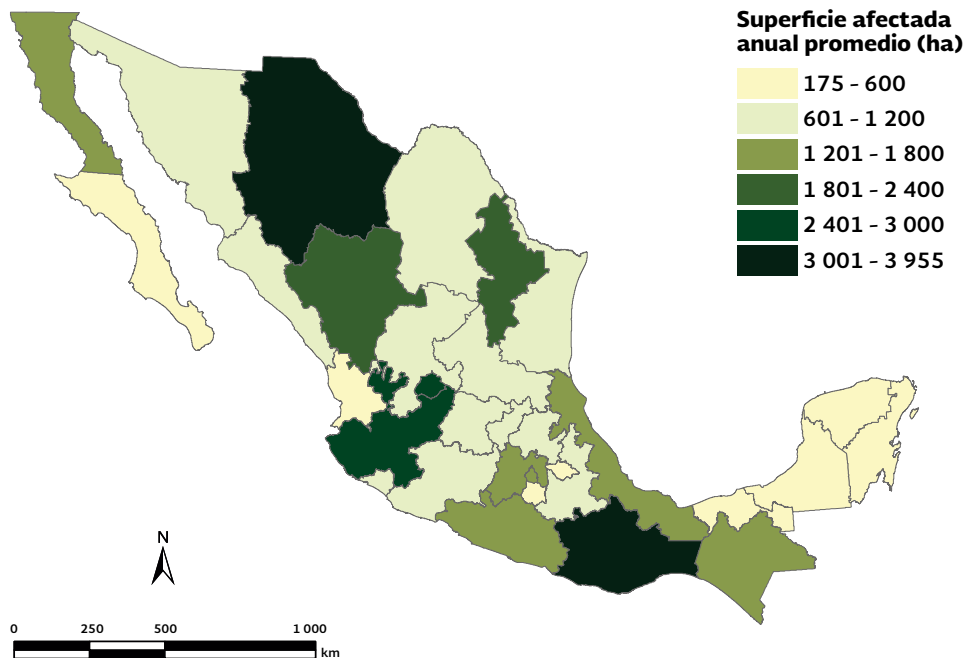 Superficie afectada
anual promedio (ha)
175 - 600
601 - 1 200
1 201 - 1 800
1 801 - 2 400
2 401 - 3 000
3 001 - 3 955
N
0 250 500 1 000
km